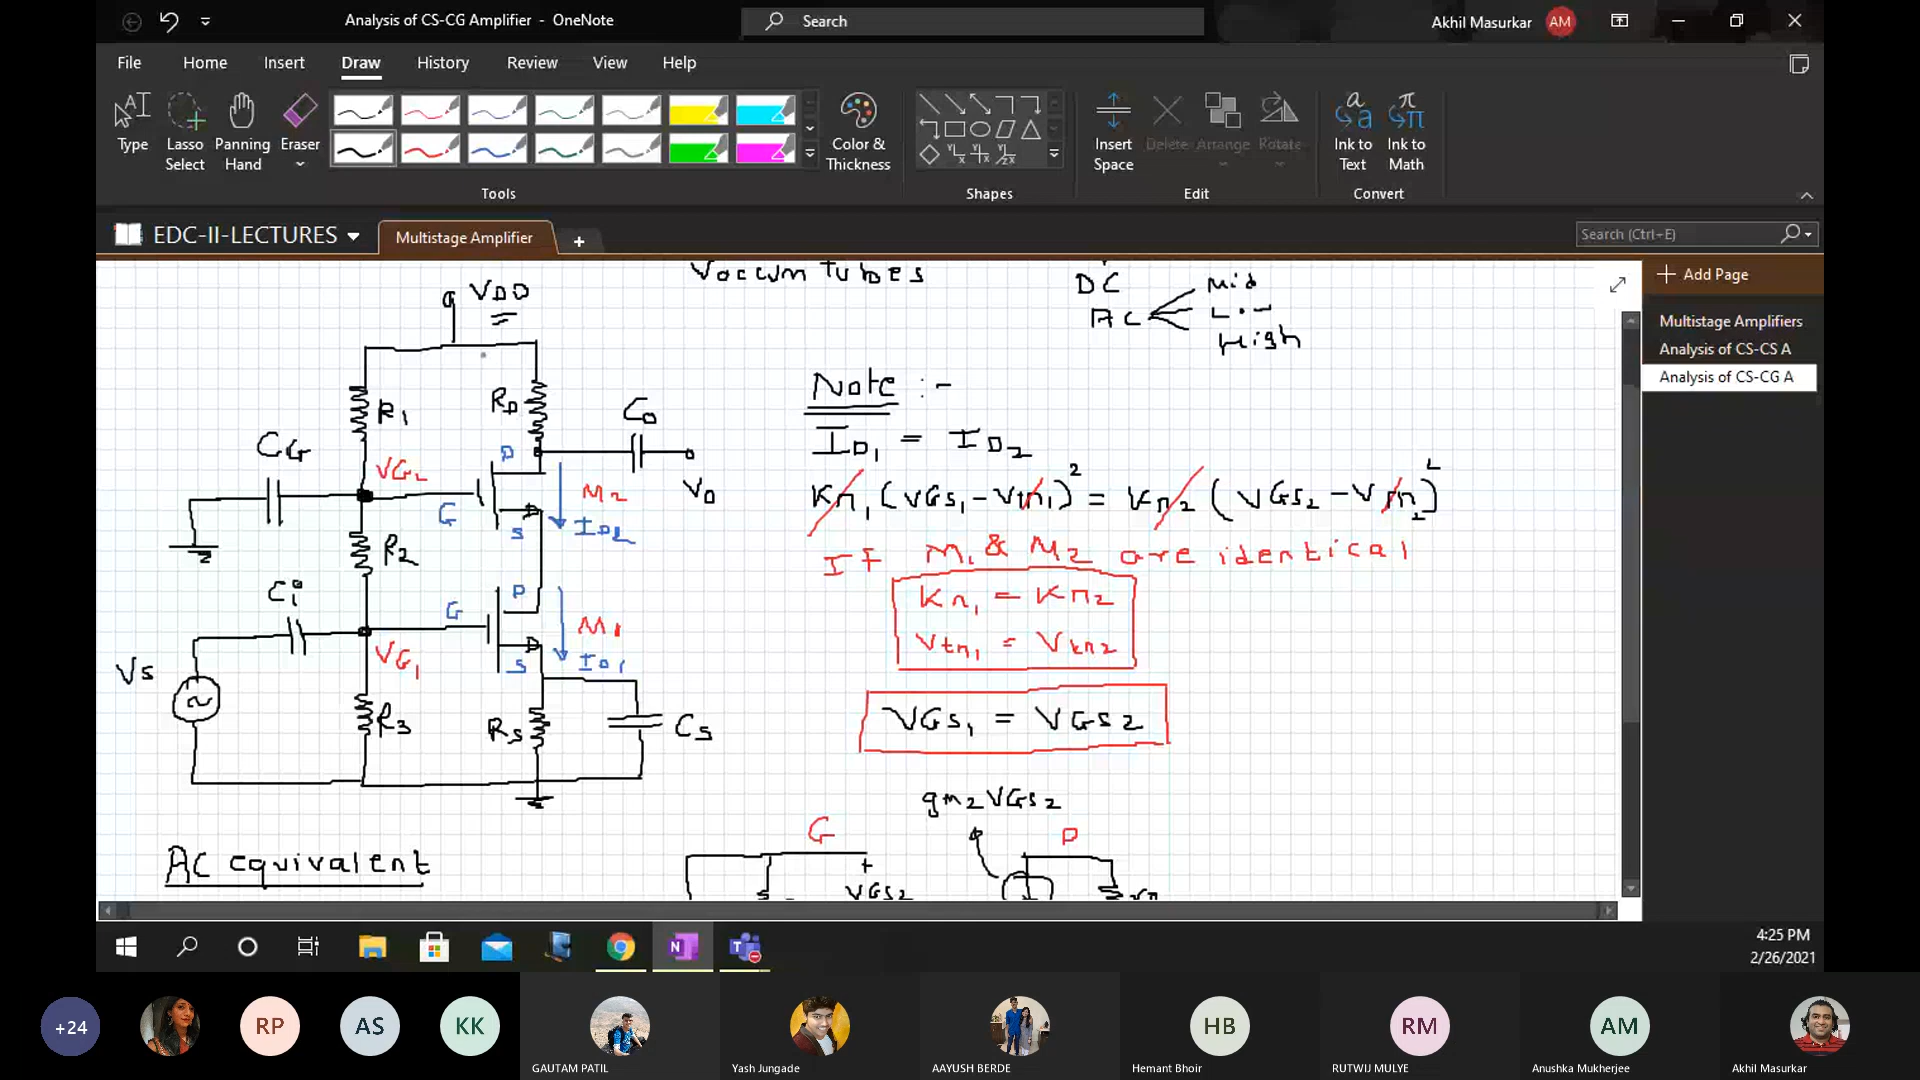 Analysis of CS-CG Amplifier - OneNote
Search
Akhil Masurkar
AM
File Home Insert Draw History Review View Help
Type
Lasso Select
Panning Hand
Eraser
Color & Thickness
Insert Space
Delete
Arrange
Rotate
Ink to Text
Ink to Math
Tools
Shapes
Edit
Convert
EDC-II-LECTURES
Multistage Amplifier
Search (Ctrl+E)
Add Page
Multistage Amplifiers
Analysis of CS-CS A
Analysis of CS-CG A
Vaccum tubes
DC
AC
Mid
Low
High
VDD
R1
RD
CO
CG
VG2
D
G
S
M2
ID2
VO
R2
Ci
D
G
S
M1
ID1
VG1
VS
R3
RS
CS
Note :-
ID1 = ID2
Kn1 (VGS1 - Vtn1)² = Kn2 (VGS2 - Vtn2)²
If M1 & M2 are identical
Kn1 = Kn2
Vtn1 = Vtn2
VGS1 = VGS2
AC equivalent
gm2VGS2
G
D
+
VGS2
4:25 PM
2/26/2021
+24
RP
AS
KK
GAUTAM PATIL
Yash Jungade
AAYUSH BERDE
HB
Hemant Bhoir
RM
RUTWIJ MULYE
AM
Anushka Mukherjee
Akhil Masurkar